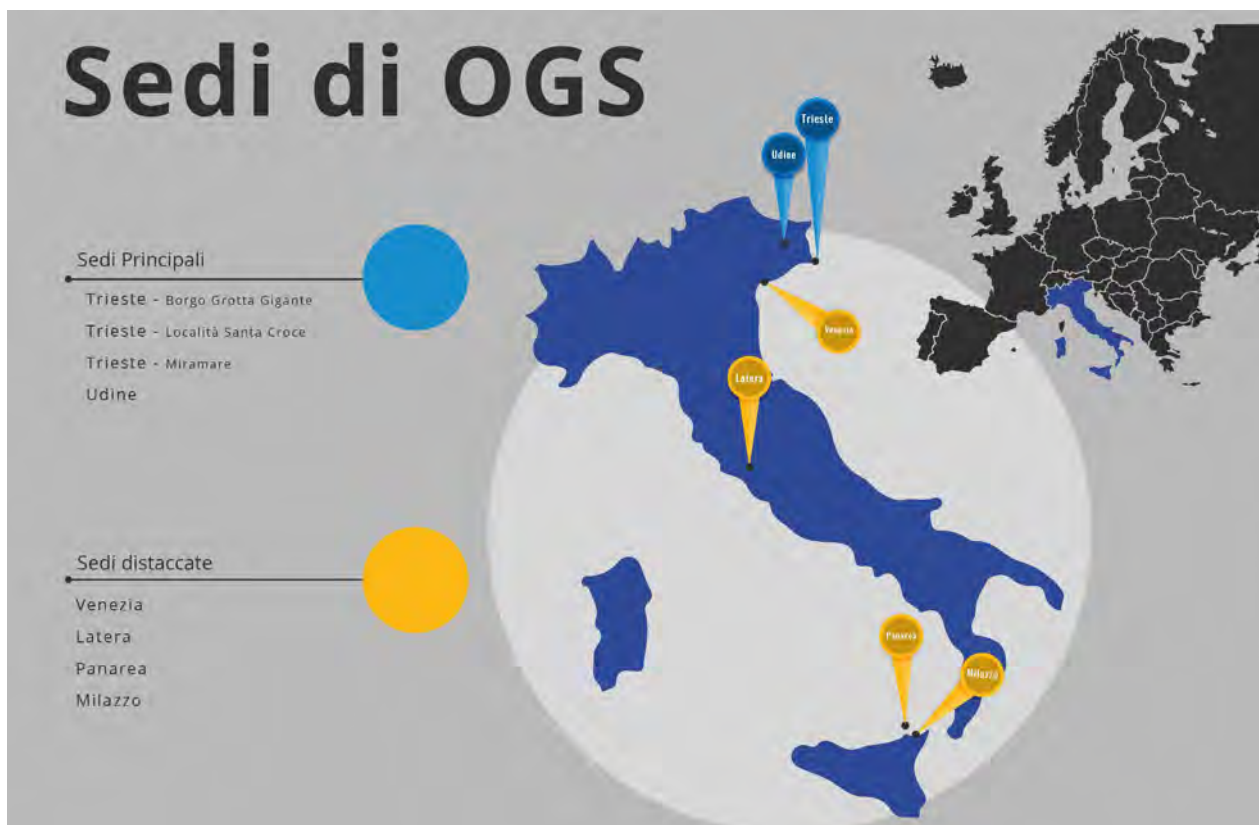 Sedi di OGS
Sedi Principali
Trieste - Borgo Grotta Gigante
Trieste - Località Santa Croce
Trieste - Miramare
Udine
Sedi distaccate
Venezia
Latera
Panarea
Milazzo
Trieste
Udine
Venezia
Latera
Panarea
Milazzo